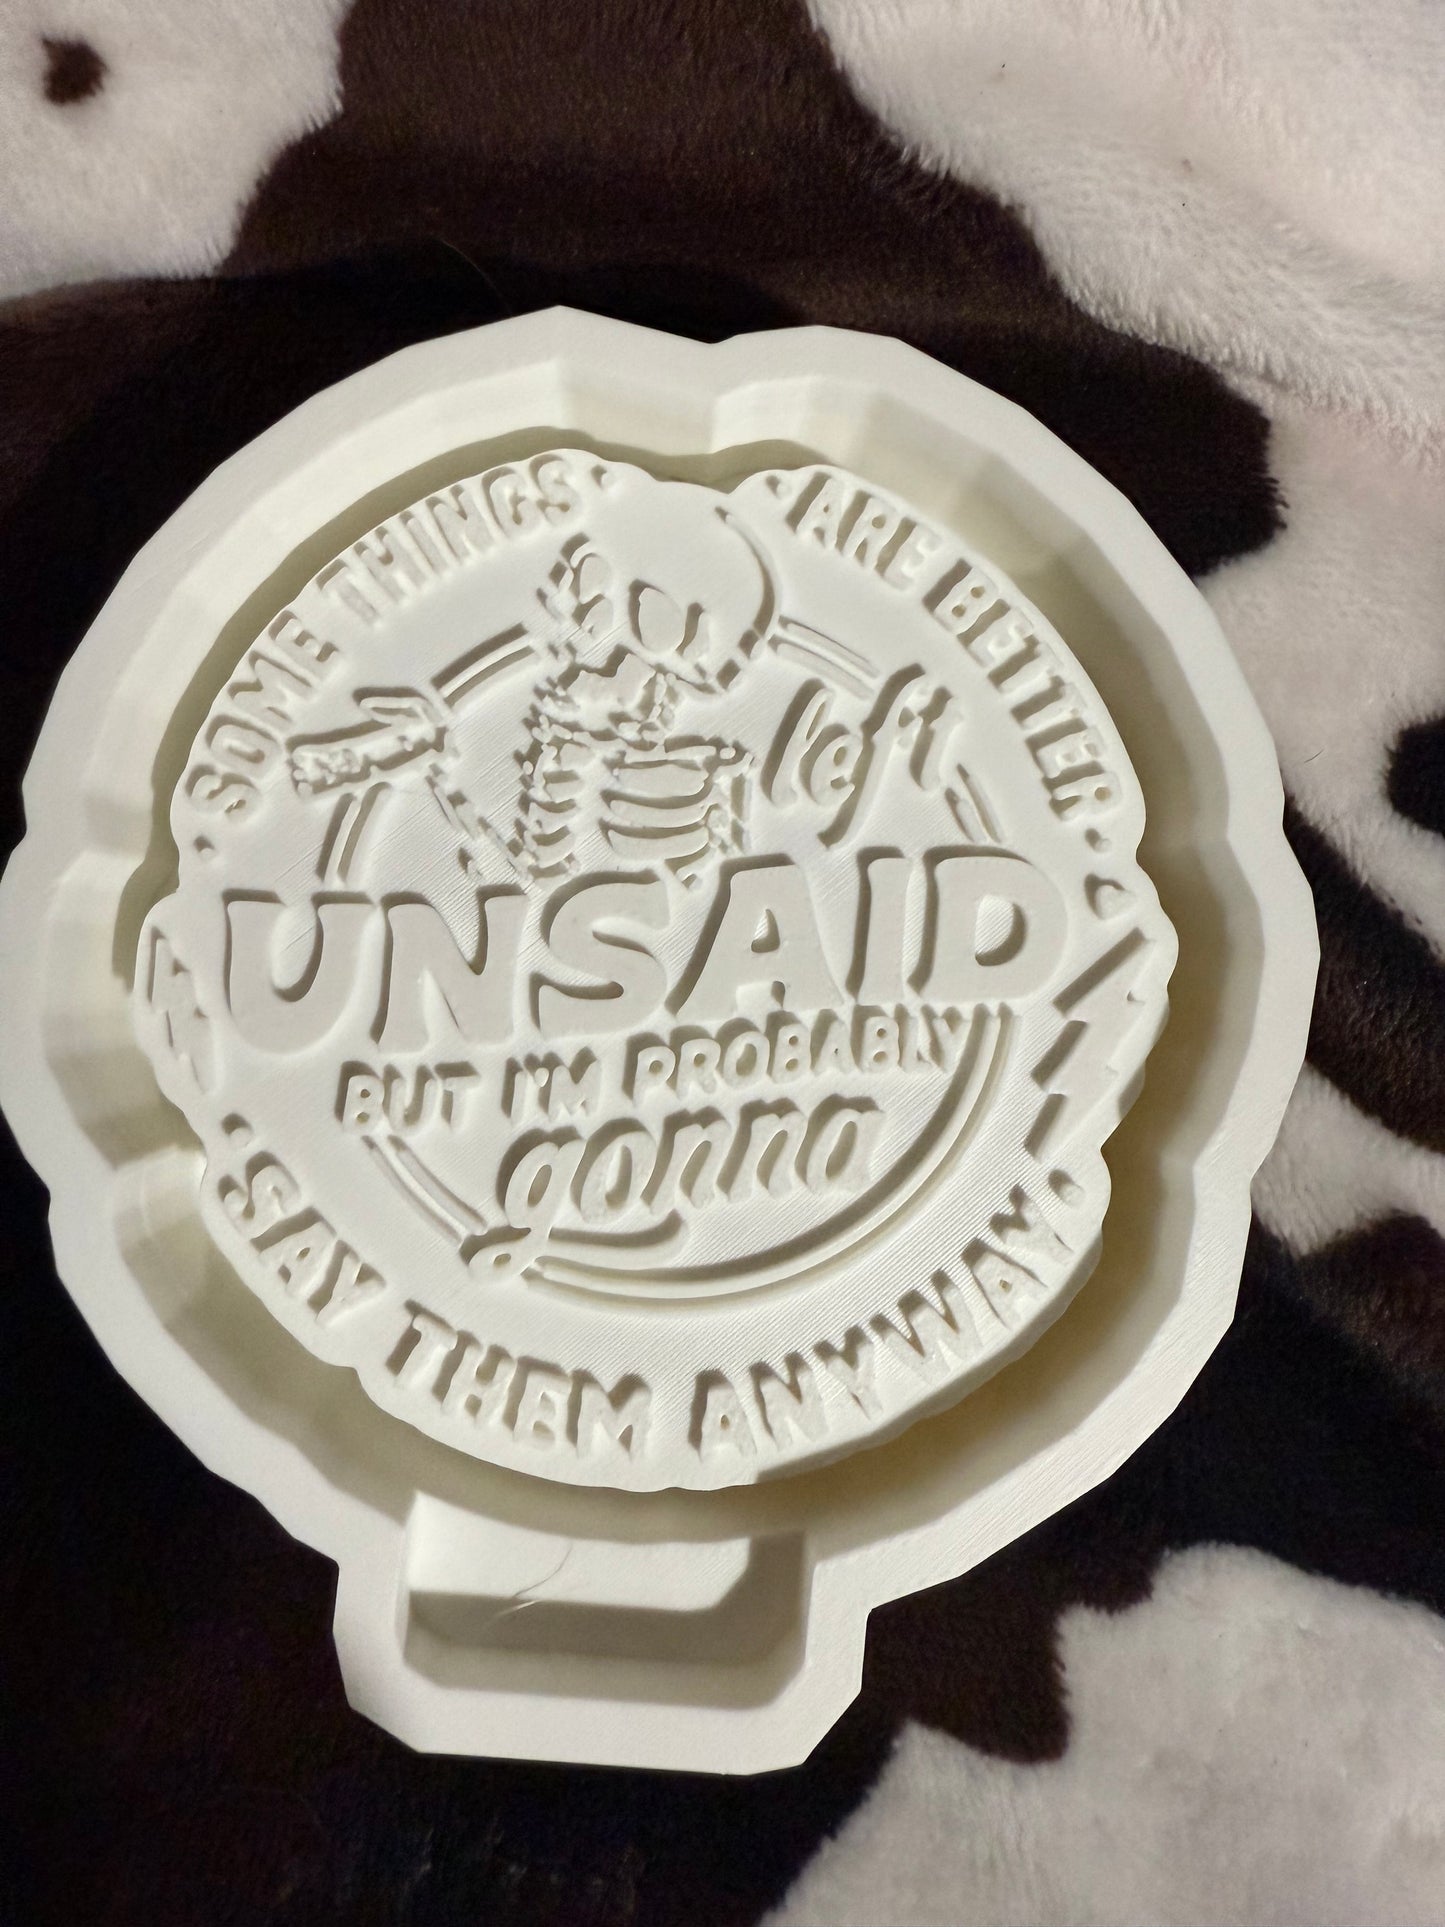 SOME THINGS
ARE BETTER
left
UNSAID
BUT I'M PROBABLY
gonna
SAY THEM ANYWAY